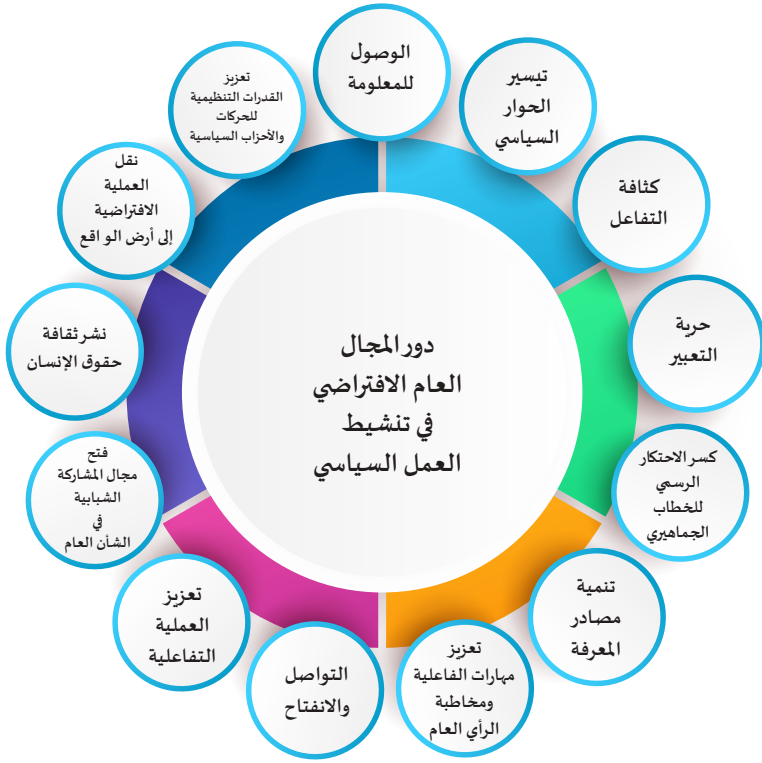 دور المجال
العام الافتراضي
في تنشيط
العمل السياسي
الوصول
للمعلومة
تيسير
الحوار
السياسي
كثافة
التفاعل
حرية
التعبير
كسر الاحتكار
الرسمي
للخطاب
الجماهيري
تنمية
مصادر
المعرفة
تعزيز
مهارات الفاعلية
ومخاطبة
الرأي العام
التواصل
والانفتاح
تعزيز
العملية
التفاعلية
فتح
مجال المشاركة
الشبابية
في
الشأن العام
نشر ثقافة
حقوق الإنسان
نقل
العملية
الافتراضية
إلى أرض الواقع
تعزيز
القدرات التنظيمية
للحركات
والأحزاب السياسية